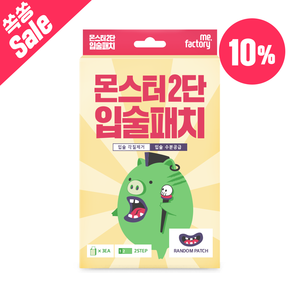 쏙쏭
Sale
10%
몬스터2단
입술패치
me.
factory
몬스터2단
입술패치
입술 각질제거
입술 수분공급
x 3EA
2STEP
RANDOM PATCH